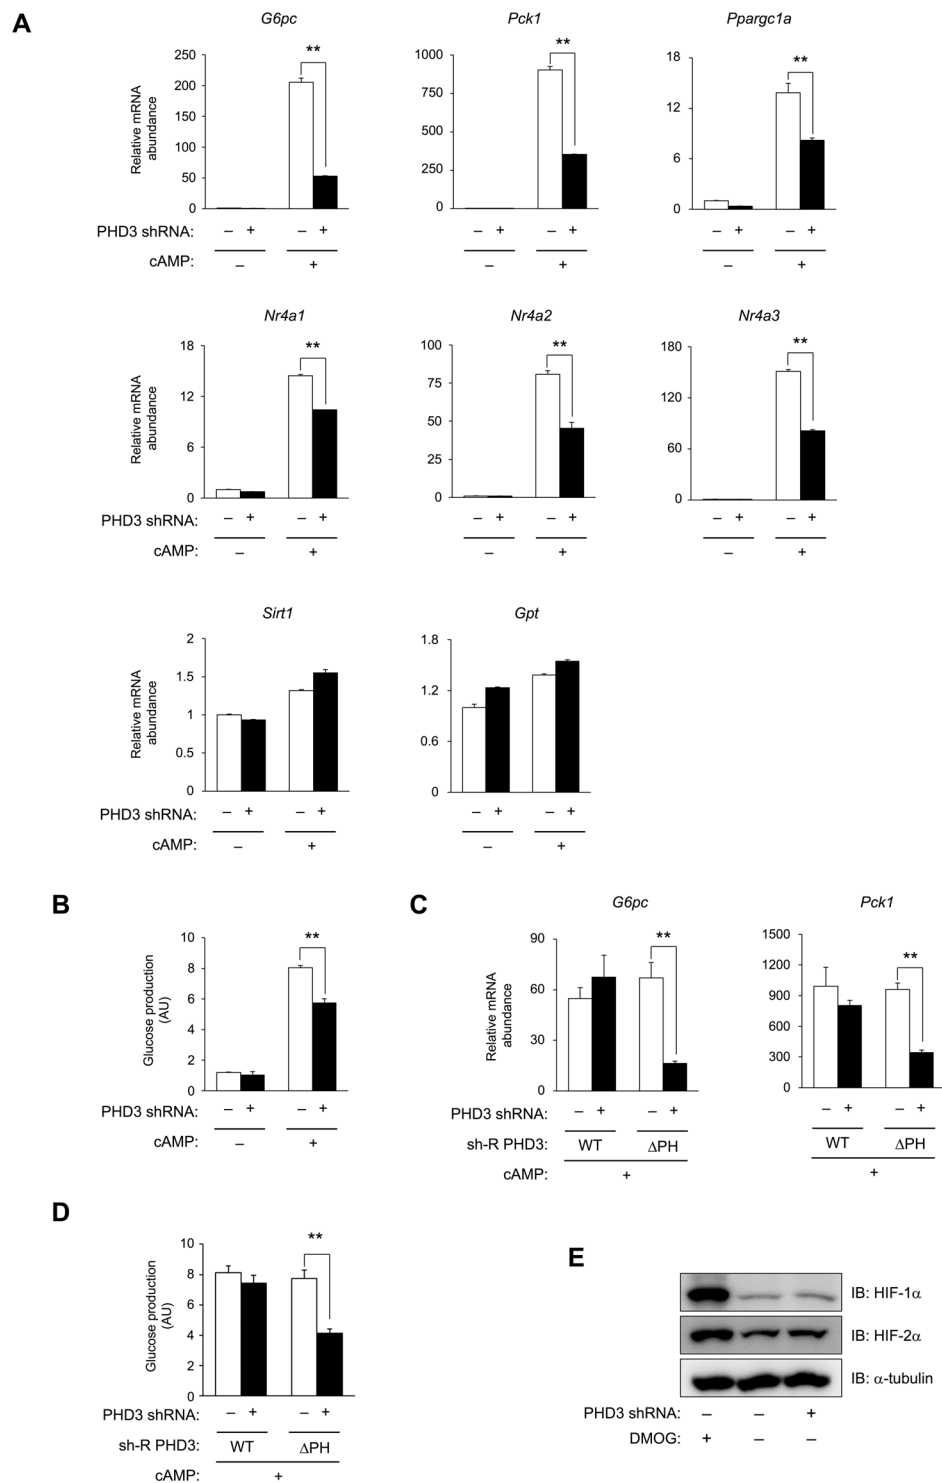 A
G6pc
Pck1
Ppargc1a
Relative mRNA
abundance
250
200
150
100
50
0
**
1000
750
500
250
0
**
18
12
6
0
**
PHD3 shRNA: – + – + – + – + – + – +
cAMP: – + – + – +
Nr4a1
Nr4a2
Nr4a3
Relative mRNA
abundance
18
12
6
0
**
100
75
50
25
0
**
180
120
60
0
**
PHD3 shRNA: – + – + – + – + – + – +
cAMP: – + – + – +
Sirt1
Gpt
Relative mRNA
abundance
2
1.5
1
0.5
0
1.8
1.2
0.6
0
PHD3 shRNA: – + – + – + – +
cAMP: – + – +
B
Glucose production
(AU)
10
8
6
4
2
0
**
PHD3 shRNA: – + – +
cAMP: – +
C
G6pc
Pck1
Relative mRNA
abundance
90
60
30
0
**
1500
1200
900
600
300
0
**
PHD3 shRNA: – + – + – + – +
sh-R PHD3: WT ΔPH WT ΔPH
cAMP: + +
D
Glucose production
(AU)
10
8
6
4
2
0
**
PHD3 shRNA: – + – +
sh-R PHD3: WT ΔPH
cAMP: +
E
IB: HIF-1α
IB: HIF-2α
IB: α-tubulin
PHD3 shRNA: – – +
DMOG: + – –